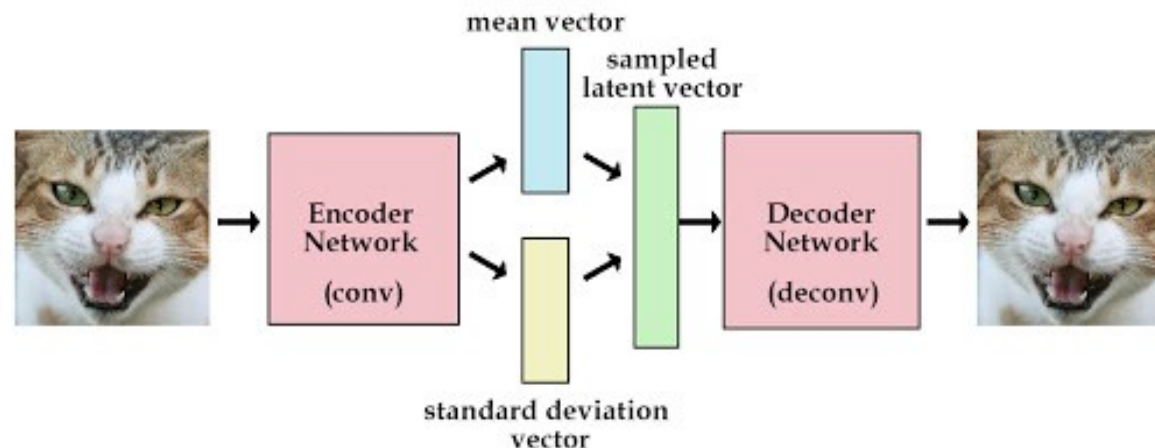 mean vector
sampled
latent vector
Encoder
Network
(conv)
Decoder
Network
(deconv)
standard deviation
vector